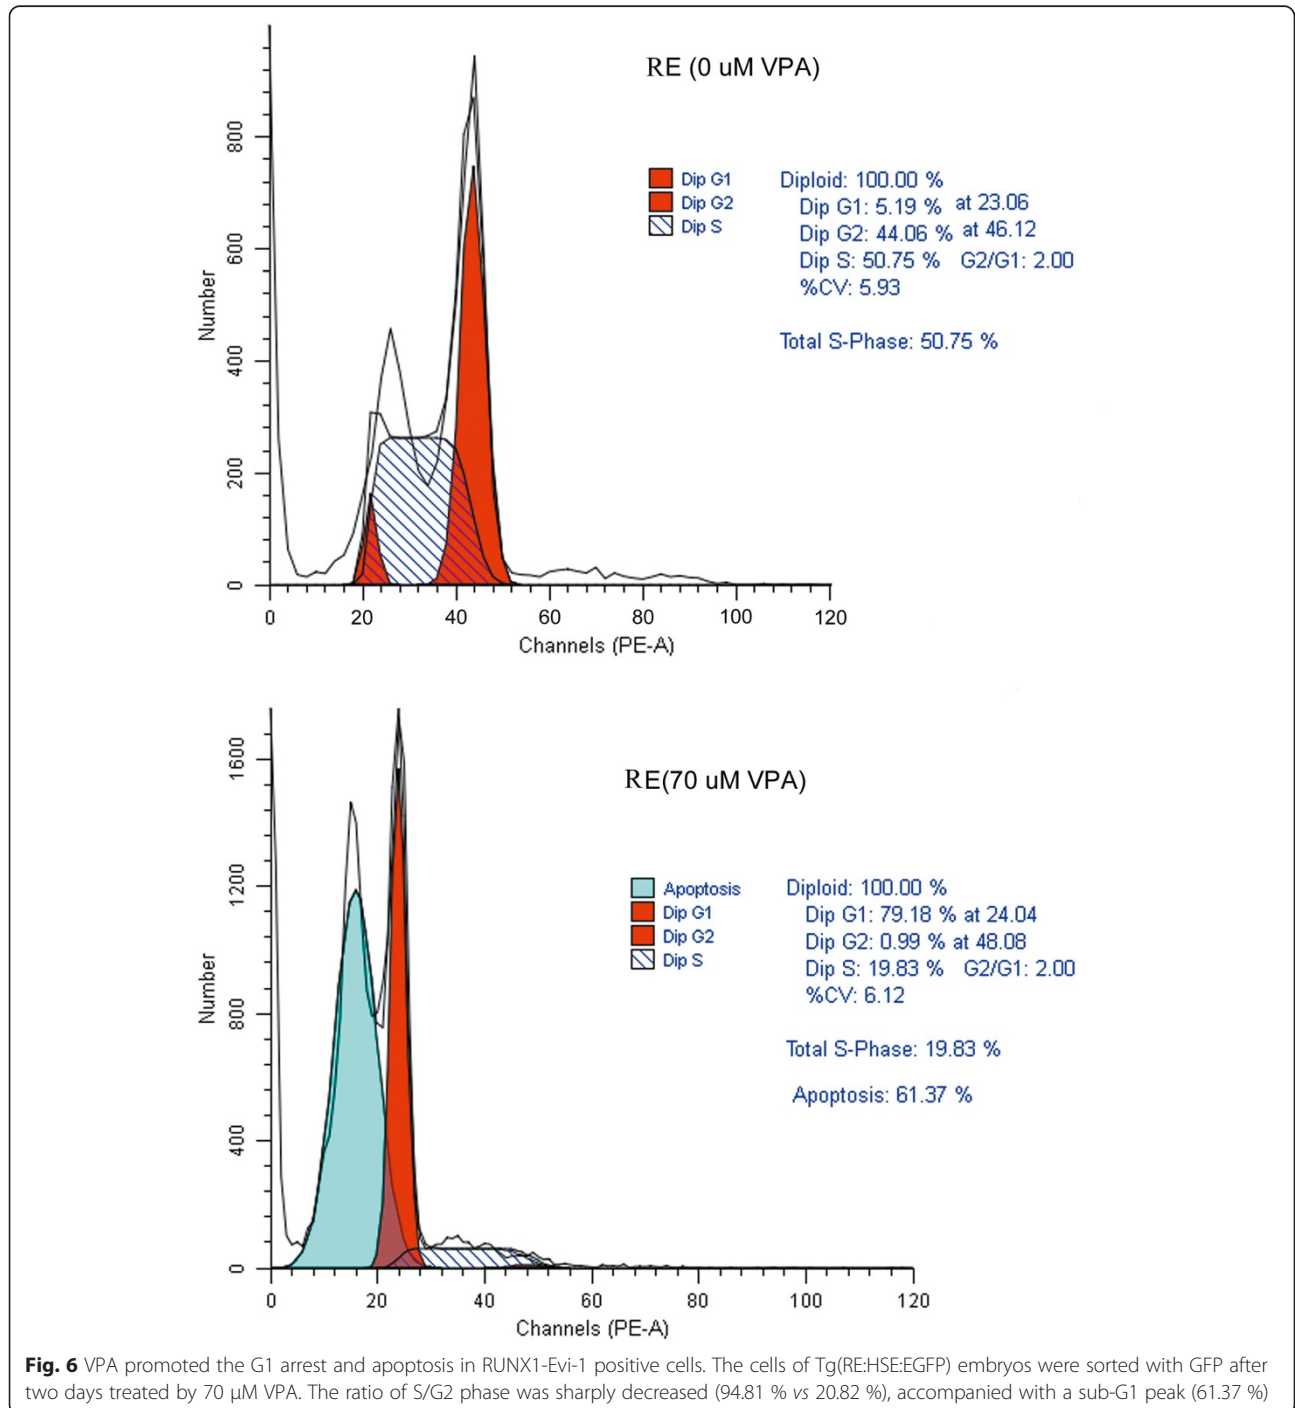 RE (0 uM VPA)
Dip G1
Dip G2
Dip S
Diploid: 100.00 %
Dip G1: 5.19 % at 23.06
Dip G2: 44.06 % at 46.12
Dip S: 50.75 % G2/G1: 2.00
%CV: 5.93
Total S-Phase: 50.75 %
Number
0
200
400
600
800
0 20 40 60 80 100 120
Channels (PE-A)
RE(70 uM VPA)
Apoptosis
Dip G1
Dip G2
Dip S
Diploid: 100.00 %
Dip G1: 79.18 % at 24.04
Dip G2: 0.99 % at 48.08
Dip S: 19.83 % G2/G1: 2.00
%CV: 6.12
Total S-Phase: 19.83 %
Apoptosis: 61.37 %
Number
0
400
800
1200
1600
0 20 40 60 80 100 120
Channels (PE-A)
Fig. 6 VPA promoted the G1 arrest and apoptosis in RUNX1-Evi-1 positive cells. The cells of Tg(RE:HSE:EGFP) embryos were sorted with GFP after
two days treated by 70 μM VPA. The ratio of S/G2 phase was sharply decreased (94.81 % vs 20.82 %), accompanied with a sub-G1 peak (61.37 %)